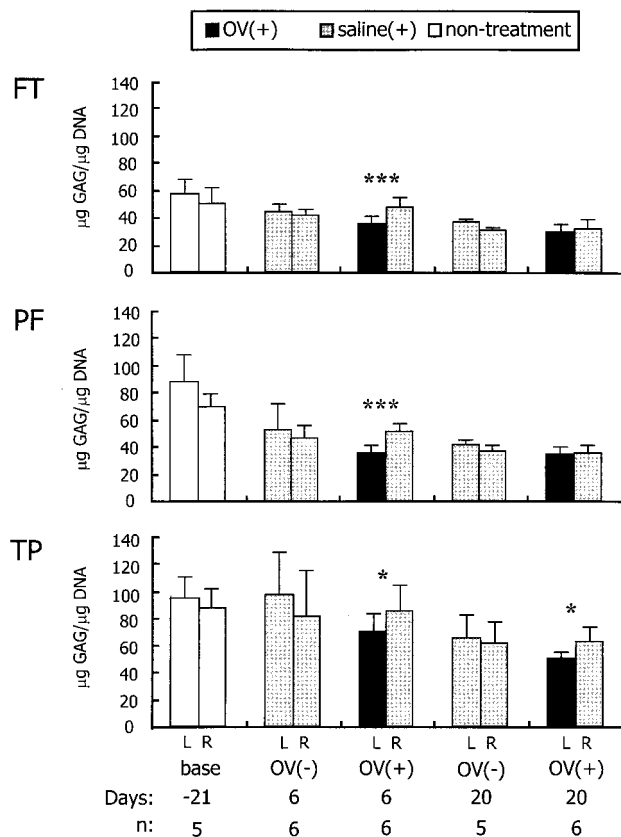 OV(+) saline(+) non-treatment
FT
µg GAG/µg DNA
140
120
100
80
60
40
20
0
***
PF
µg GAG/µg DNA
140
120
100
80
60
40
20
0
***
TP
µg GAG/µg DNA
140
120
100
80
60
40
20
0
*
*
L R L R L R L R L R
base OV(-) OV(+) OV(-) OV(+)
Days: -21 6 6 20 20
n: 5 6 6 5 6